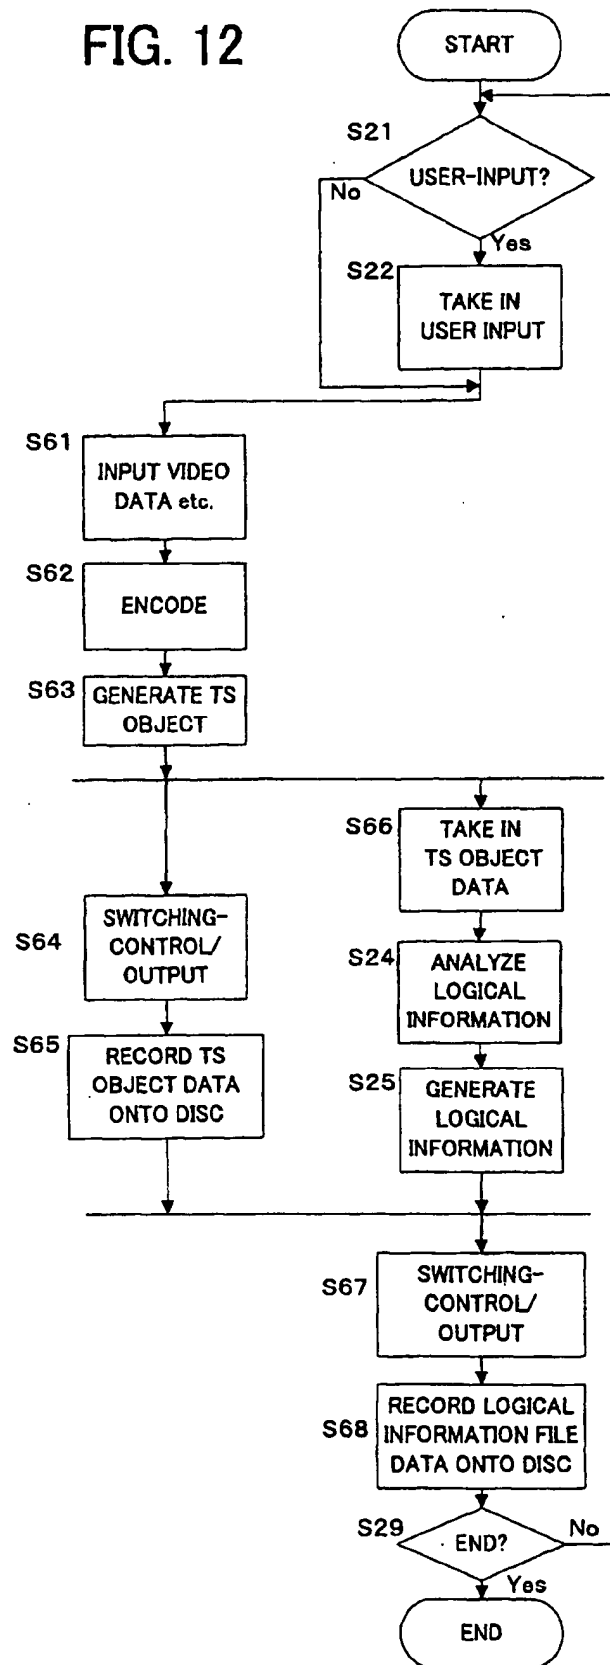 FIG. 12
START
S21
USER-INPUT?
No
Yes
S22
TAKE IN
USER INPUT
S61
INPUT VIDEO
DATA etc.
S62
ENCODE
S63
GENERATE TS
OBJECT
S66
TAKE IN
TS OBJECT
DATA
S64
SWITCHING-
CONTROL/
OUTPUT
S24
ANALYZE
LOGICAL
INFORMATION
S65
RECORD TS
OBJECT DATA
ONTO DISC
S25
GENERATE
LOGICAL
INFORMATION
S67
SWITCHING-
CONTROL/
OUTPUT
S68
RECORD LOGICAL
INFORMATION FILE
DATA ONTO DISC
S29
END?
No
Yes
END